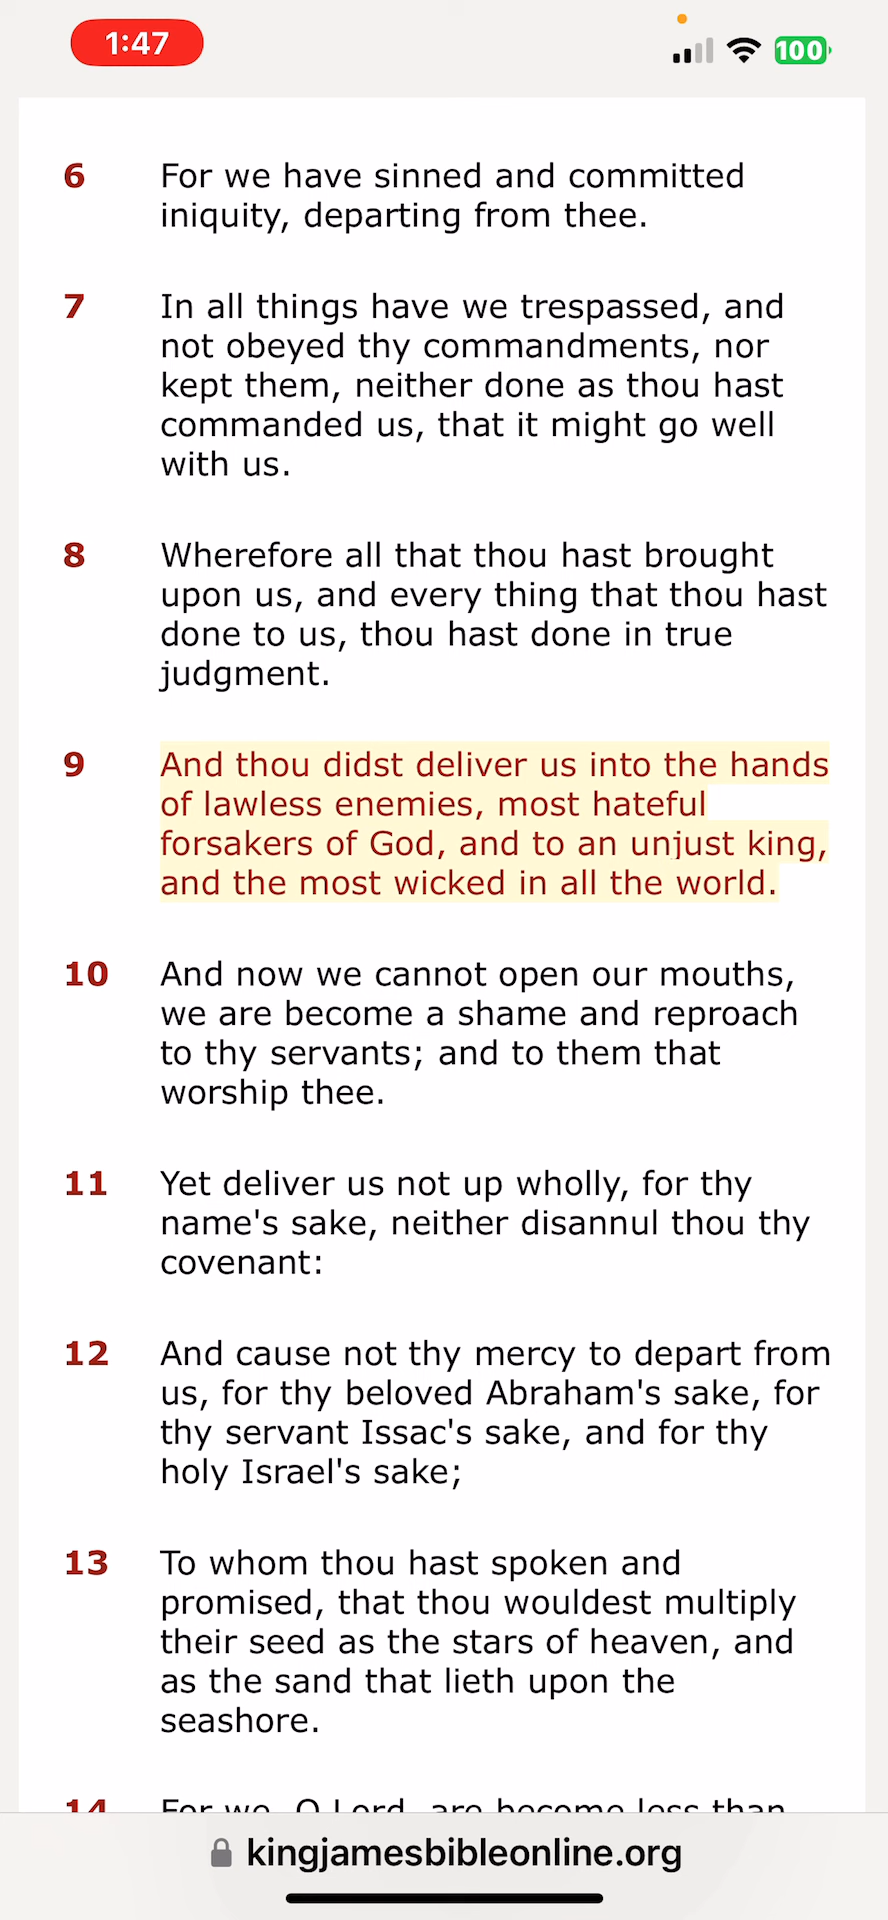 1:47
100
6 For we have sinned and committed
iniquity, departing from thee.
7 In all things have we trespassed, and
not obeyed thy commandments, nor
kept them, neither done as thou hast
commanded us, that it might go well
with us.
8 Wherefore all that thou hast brought
upon us, and every thing that thou hast
done to us, thou hast done in true
judgment.
9 And thou didst deliver us into the hands
of lawless enemies, most hateful
forsakers of God, and to an unjust king,
and the most wicked in all the world.
10 And now we cannot open our mouths,
we are become a shame and reproach
to thy servants; and to them that
worship thee.
11 Yet deliver us not up wholly, for thy
name's sake, neither disannul thou thy
covenant:
12 And cause not thy mercy to depart from
us, for thy beloved Abraham's sake, for
thy servant Issac's sake, and for thy
holy Israel's sake;
13 To whom thou hast spoken and
promised, that thou wouldest multiply
their seed as the stars of heaven, and
as the sand that lieth upon the
seashore.
14 For we, O Lord, are become less than
kingjamesbibleonline.org